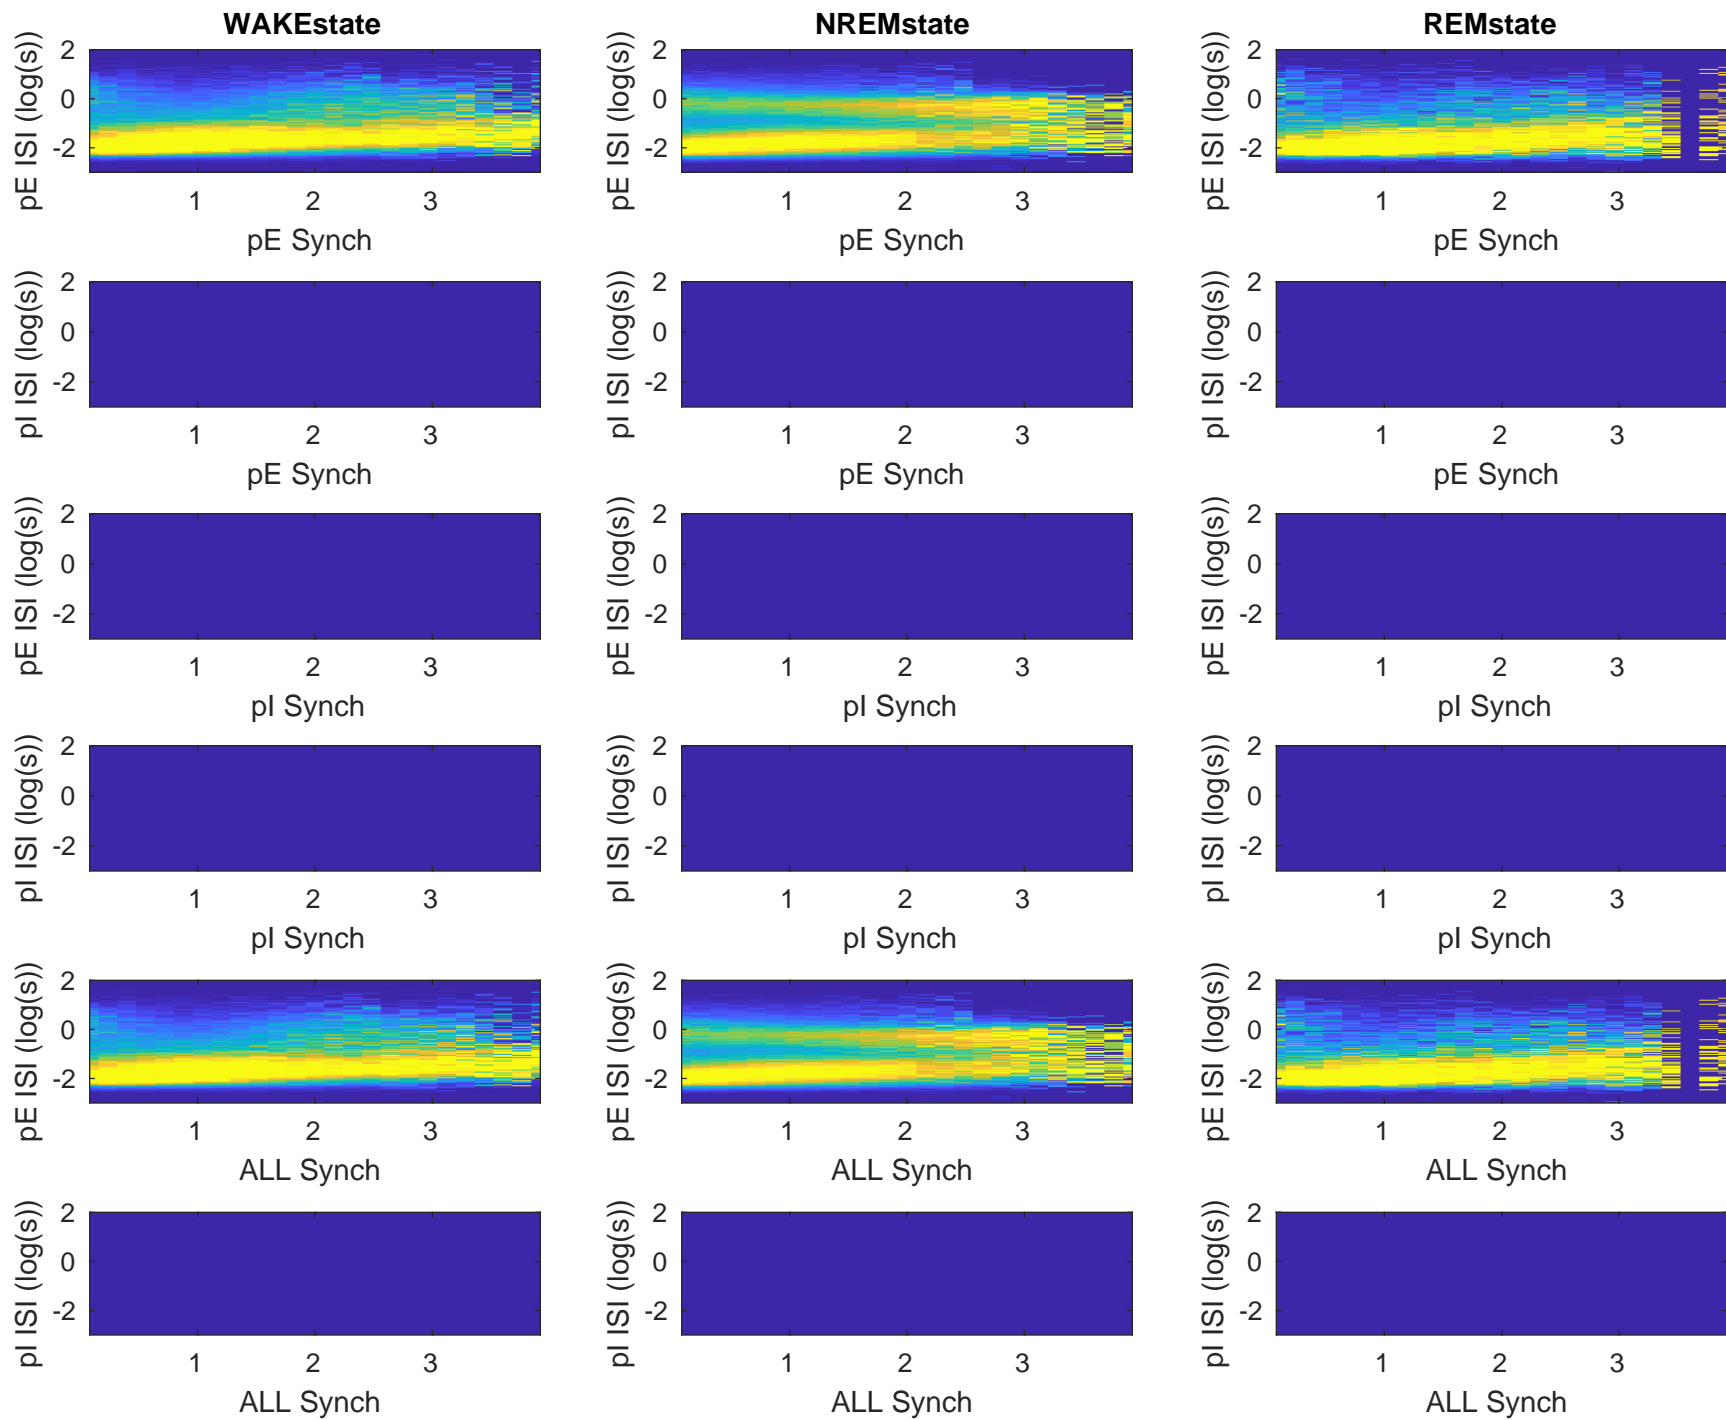 WAKEstate NREMstate REMstate
pE ISI (log(s)) 2 0 -2 pE ISI (log(s)) 2 0 -2 pE ISI (log(s)) 2 0 -2
1 2 3 1 2 3 1 2 3
pE Synch pE Synch pE Synch
pI ISI (log(s)) 2 0 -2 pI ISI (log(s)) 2 0 -2 pI ISI (log(s)) 2 0 -2
1 2 3 1 2 3 1 2 3
pE Synch pE Synch pE Synch
pE ISI (log(s)) 2 0 -2 pE ISI (log(s)) 2 0 -2 pE ISI (log(s)) 2 0 -2
1 2 3 1 2 3 1 2 3
pI Synch pI Synch pI Synch
pI ISI (log(s)) 2 0 -2 pI ISI (log(s)) 2 0 -2 pI ISI (log(s)) 2 0 -2
1 2 3 1 2 3 1 2 3
pI Synch pI Synch pI Synch
pE ISI (log(s)) 2 0 -2 pE ISI (log(s)) 2 0 -2 pE ISI (log(s)) 2 0 -2
1 2 3 1 2 3 1 2 3
ALL Synch ALL Synch ALL Synch
pI ISI (log(s)) 2 0 -2 pI ISI (log(s)) 2 0 -2 pI ISI (log(s)) 2 0 -2
1 2 3 1 2 3 1 2 3
ALL Synch ALL Synch ALL Synch